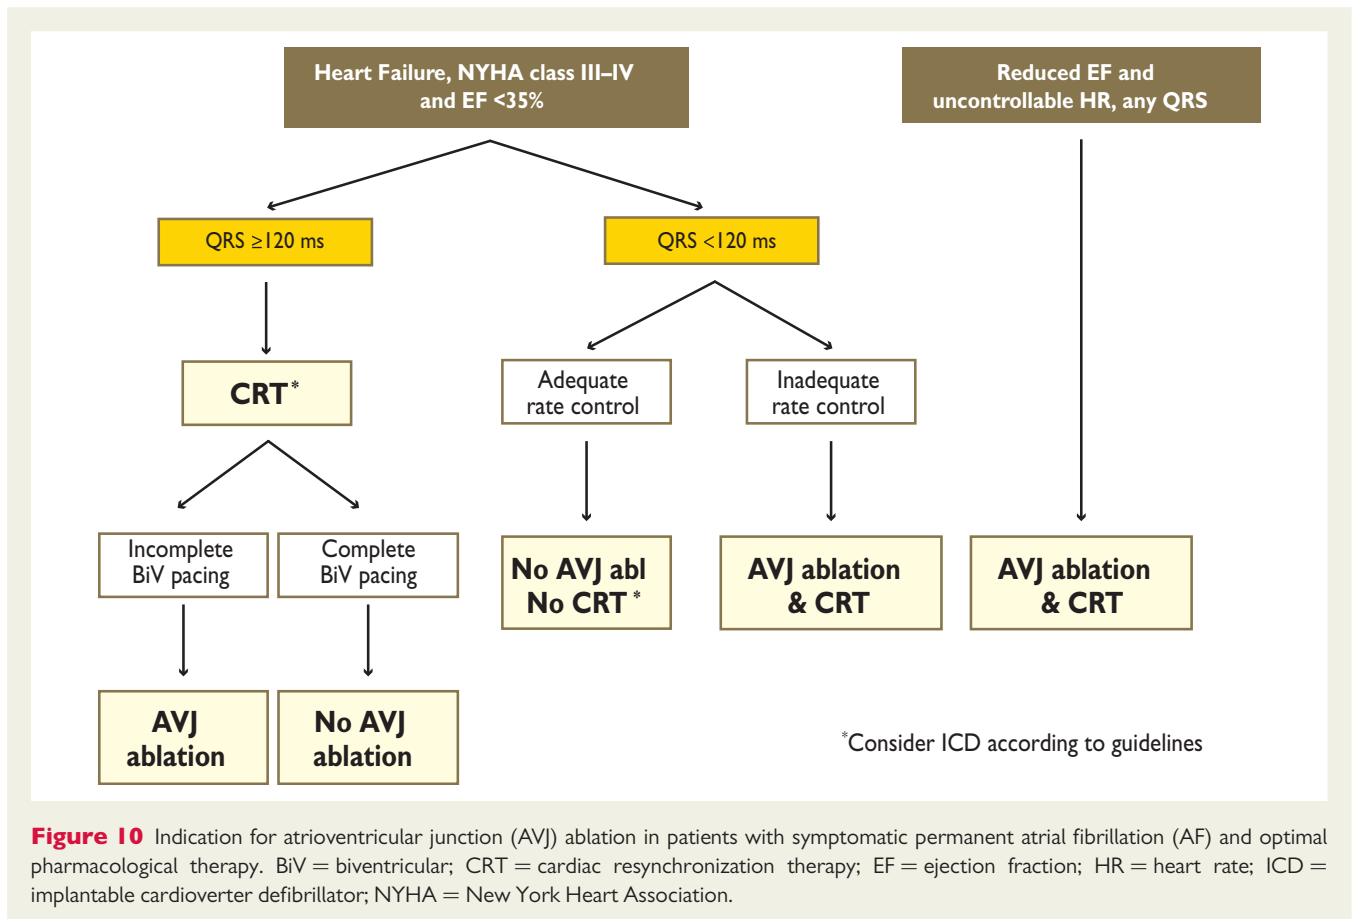 Heart Failure, NYHA class III–IV
and EF <35%
Reduced EF and
uncontrollable HR, any QRS
QRS ≥120 ms
QRS <120 ms
CRT*
Adequate
rate control
Inadequate
rate control
Incomplete
BiV pacing
Complete
BiV pacing
No AVJ abl
No CRT *
AVJ ablation
& CRT
AVJ ablation
& CRT
AVJ
ablation
No AVJ
ablation
*Consider ICD according to guidelines
Figure 10 Indication for atrioventricular junction (AVJ) ablation in patients with symptomatic permanent atrial fibrillation (AF) and optimal
pharmacological therapy. BiV = biventricular; CRT = cardiac resynchronization therapy; EF = ejection fraction; HR = heart rate; ICD =
implantable cardioverter defibrillator; NYHA = New York Heart Association.